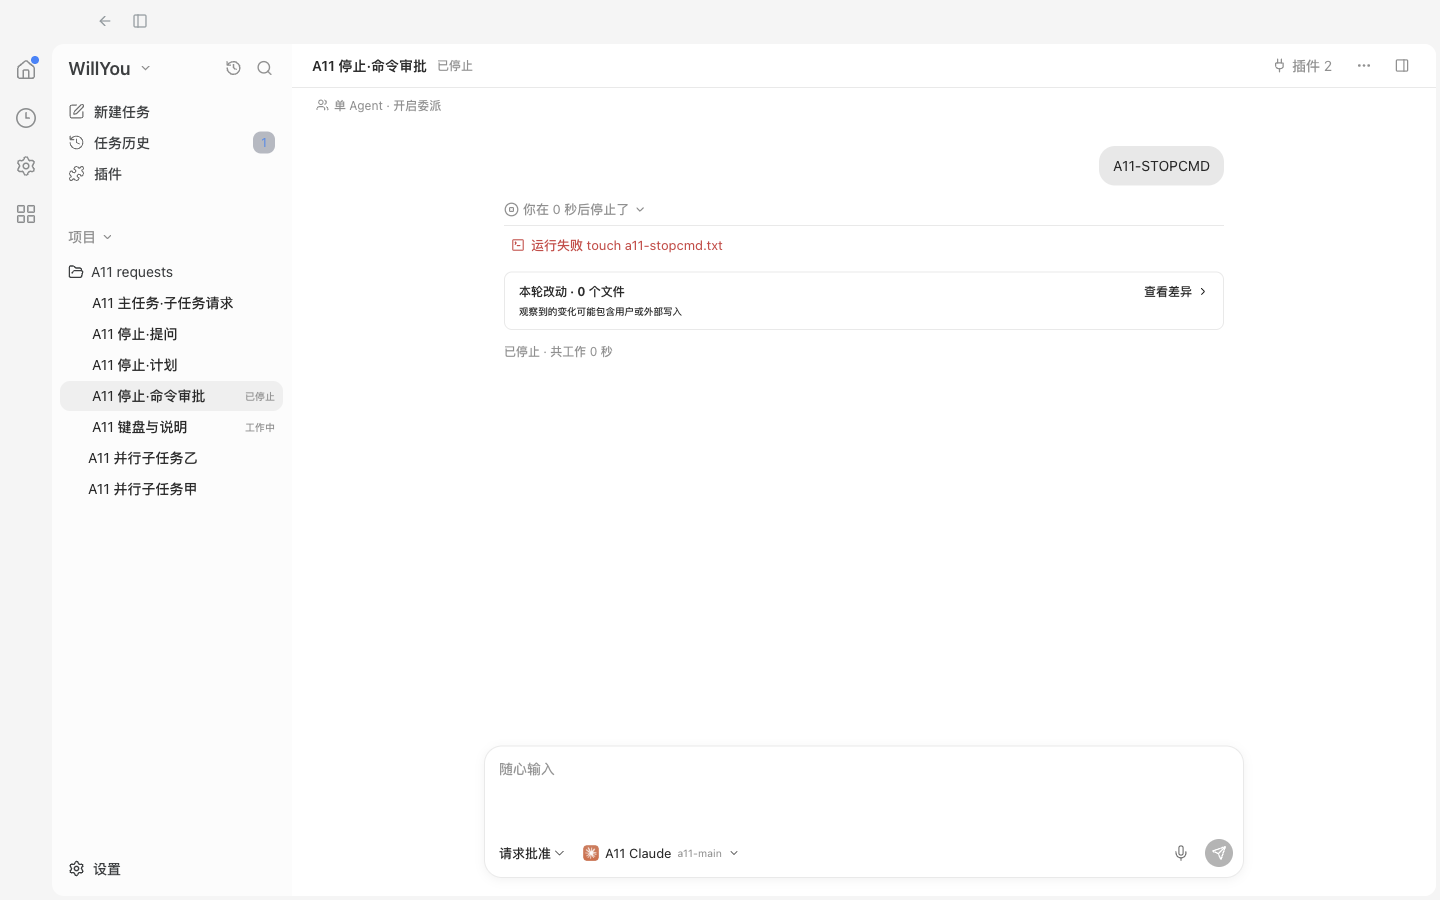 WillYou
新建任务
任务历史 1
插件
项目
A11 requests
A11 主任务·子任务请求
A11 停止·提问
A11 停止·计划
A11 停止·命令审批 已停止
A11 键盘与说明 工作中
A11 并行子任务乙
A11 并行子任务甲
设置
A11 停止·命令审批 已停止
插件 2
单 Agent · 开启委派
A11-STOPCMD
你在 0 秒后停止了
运行失败 touch a11-stopcmd.txt
本轮改动 · 0 个文件 查看差异
观察到的变化可能包含用户或外部写入
已停止 · 共工作 0 秒
随心输入
请求批准 A11 Claude a11-main